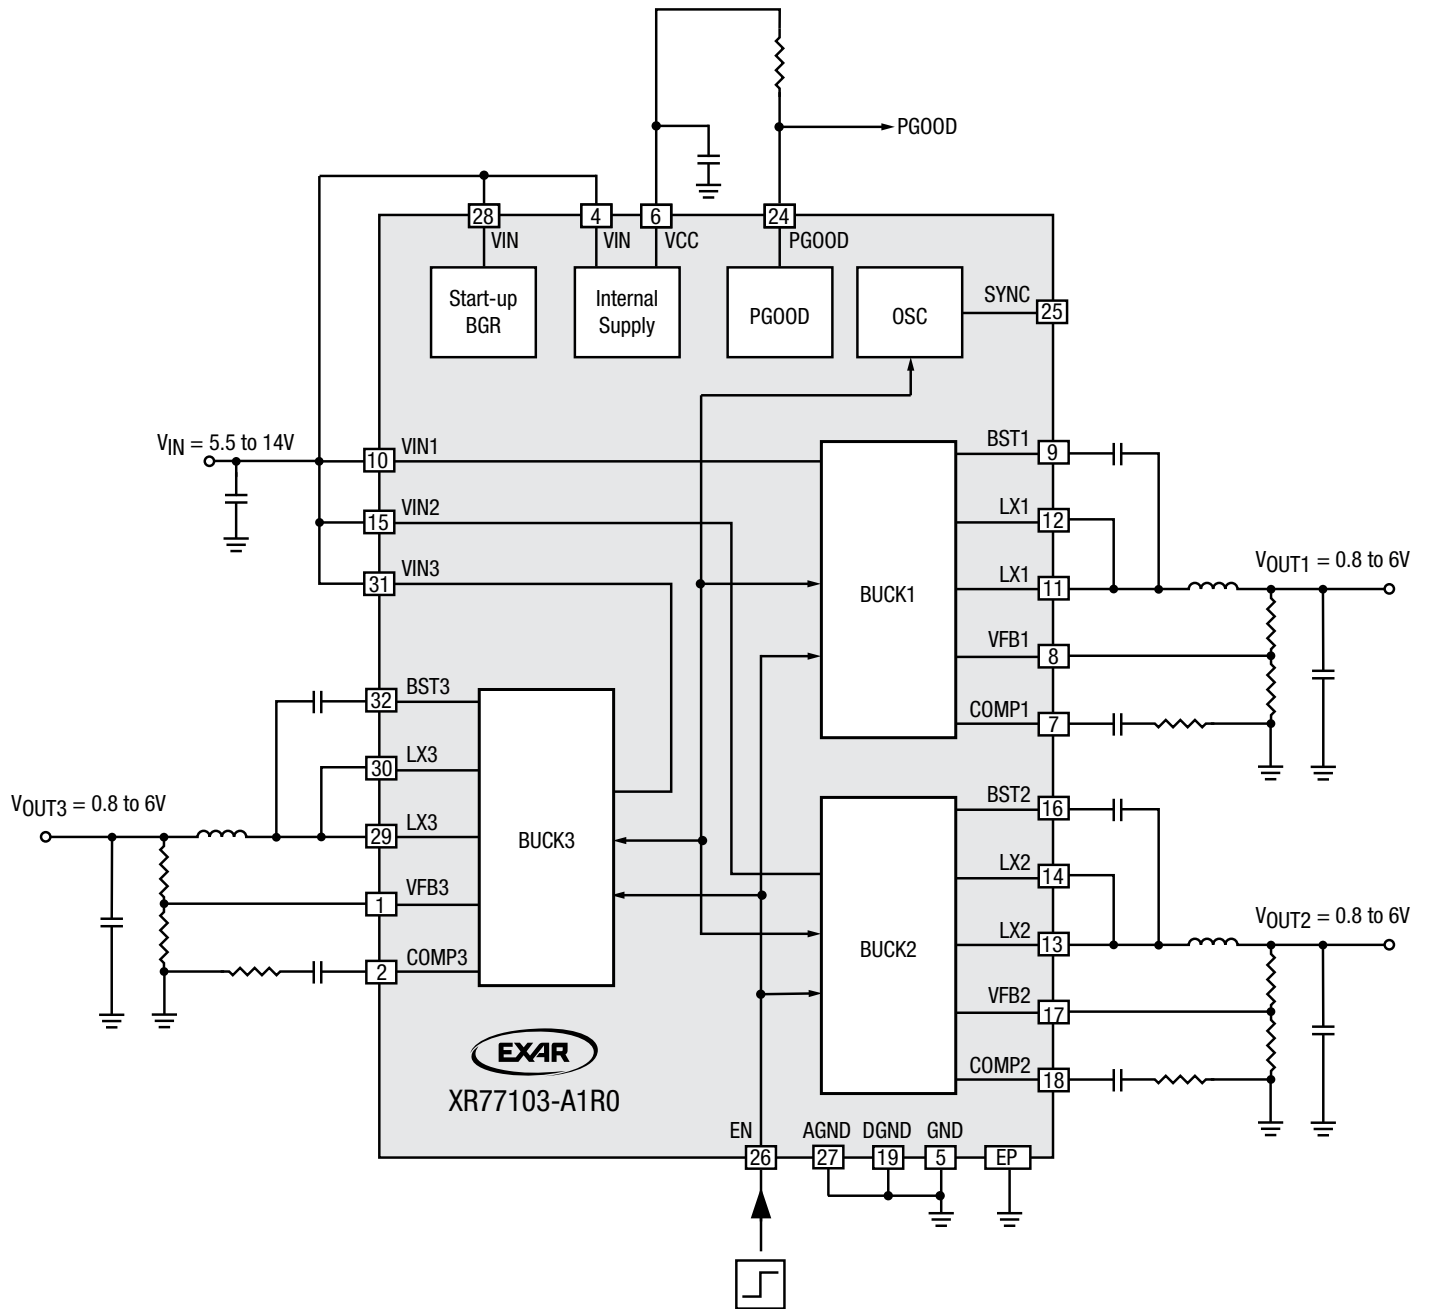 PGOOD
28
4
6
24
VIN
VIN
VCC
PGOOD
Start-up
BGR
Internal
Supply
PGOOD
OSC
SYNC
25
VIN = 5.5 to 14V
10
VIN1
15
VIN2
31
VIN3
BUCK1
BST1
9
LX1
12
LX1
11
VFB1
8
COMP1
7
VOUT1 = 0.8 to 6V
32
BST3
30
LX3
29
LX3
1
VFB3
2
COMP3
BUCK3
VOUT3 = 0.8 to 6V
BUCK2
BST2
16
LX2
14
LX2
13
VFB2
17
COMP2
18
VOUT2 = 0.8 to 6V
EXAR
XR77103-A1R0
EN
AGND
DGND
GND
26
27
19
5
EP